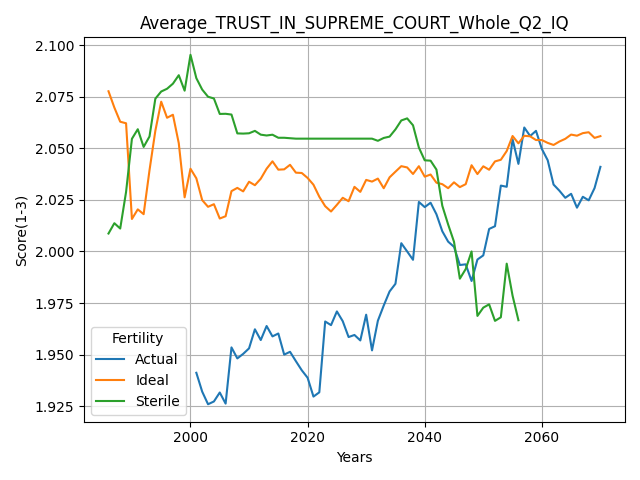 Average_TRUST_IN_SUPREME_COURT_Whole_Q2_IQ
Score(1-3)
2.100
2.075
2.050
2.025
2.000
1.975
1.950
1.925
Fertility
Actual
Ideal
Sterile
2000 2020 2040 2060
Years